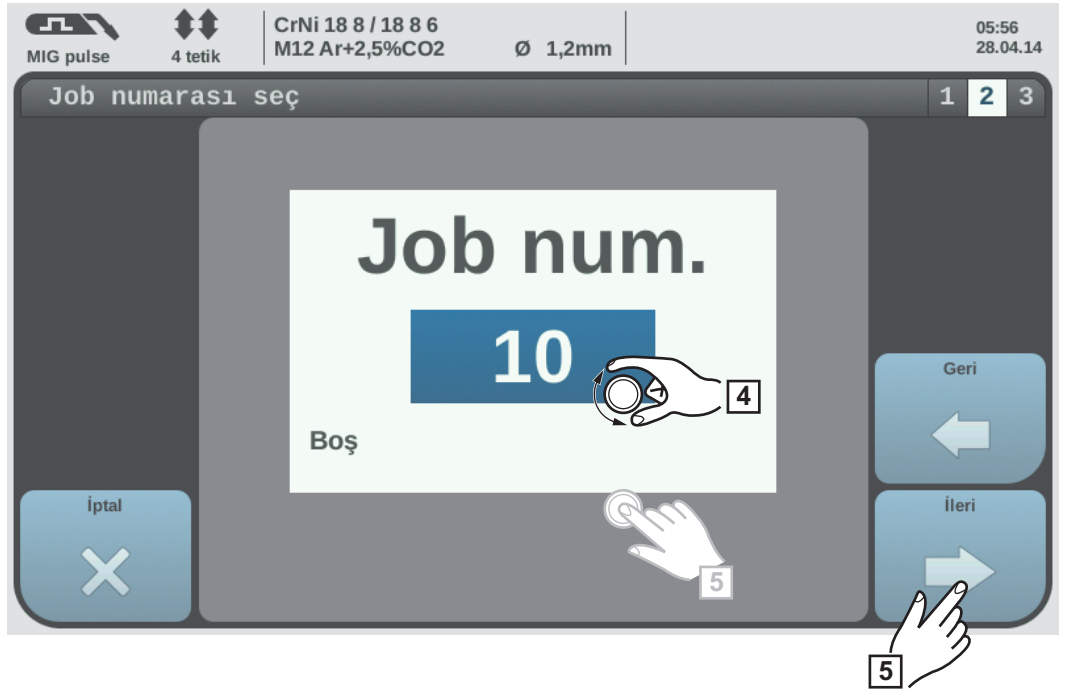 MIG pulse
4 tetik
CrNi 18 8 / 18 8 6
M12 Ar+2,5%CO2 Ø 1,2mm
05:56
28.04.14
Job numarası seç
1 2 3
Job num.
10
4
Boş
Geri
İptal
İleri
5
5